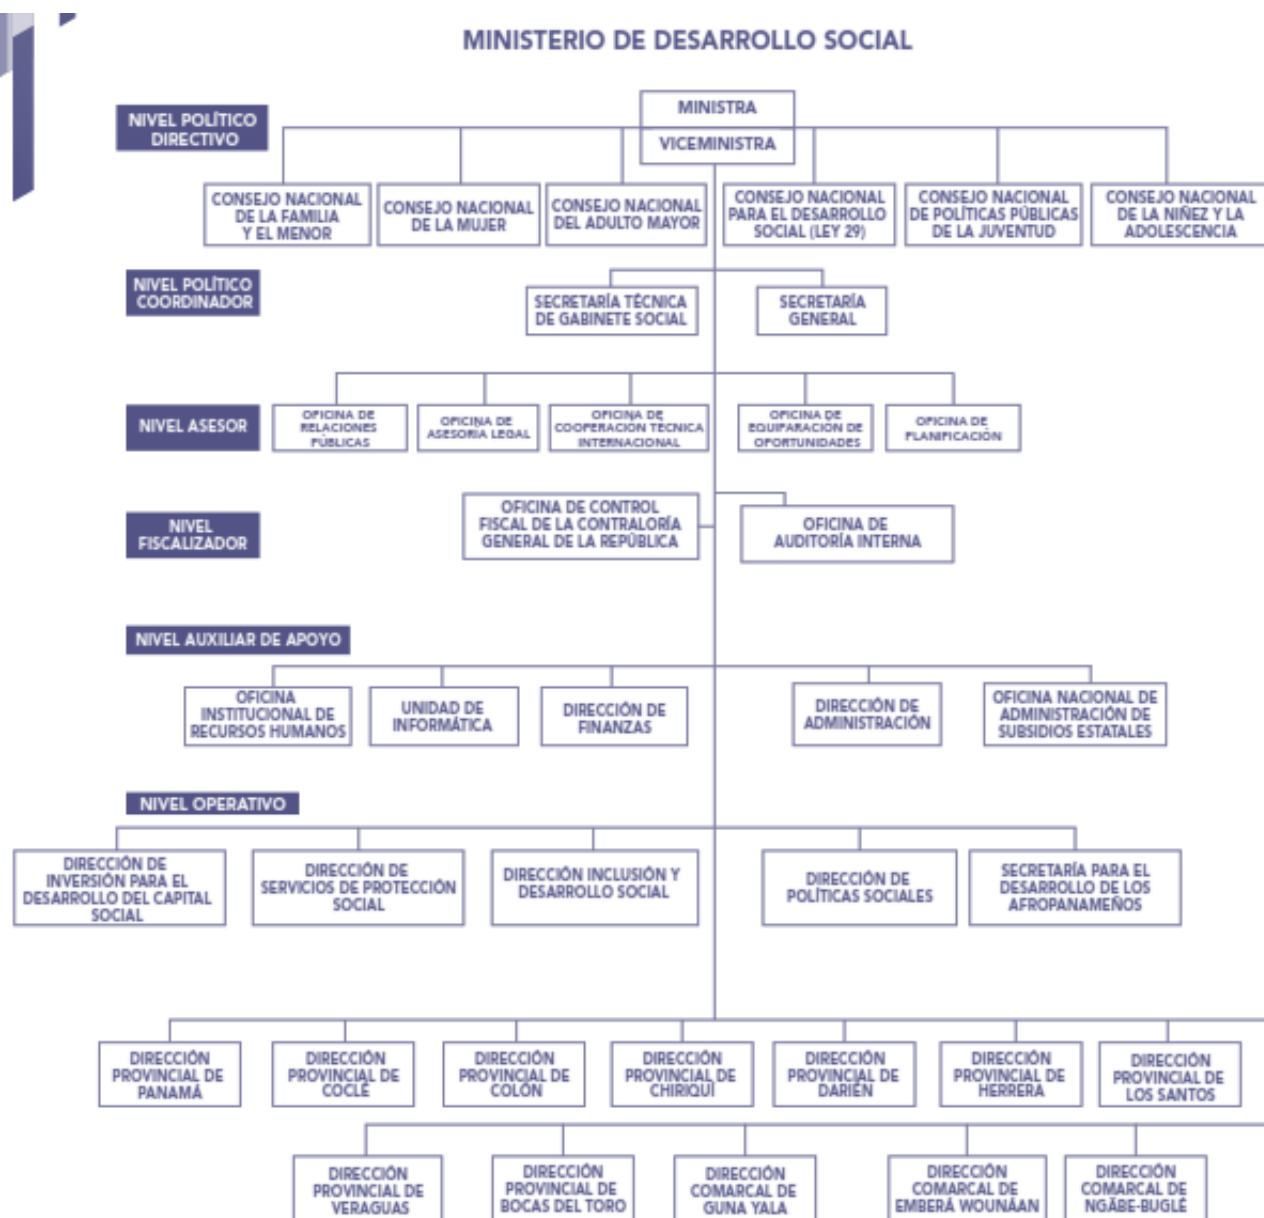 MINISTERIO DE DESARROLLO SOCIAL
NIVEL POLÍTICO
DIRECTIVO
MINISTRA
VICEMINISTRA
CONSEJO NACIONAL
DE LA FAMILIA
Y EL MENOR
CONSEJO NACIONAL
DE LA MUJER
CONSEJO NACIONAL
DEL ADULTO MAYOR
CONSEJO NACIONAL
PARA EL DESARROLLO
SOCIAL (LEY 29)
CONSEJO NACIONAL
DE POLÍTICAS PÚBLICAS
DE LA JUVENTUD
CONSEJO NACIONAL
DE LA NIÑEZ Y LA
ADOLESCENCIA
NIVEL POLÍTICO
COORDINADOR
SECRETARÍA TÉCNICA
DE GABINETE SOCIAL
SECRETARÍA
GENERAL
NIVEL ASESOR
OFICINA DE
RELACIONES
PÚBLICAS
OFICINA DE
ASESORIA LEGAL
OFICINA DE
COOPERACIÓN TÉCNICA
INTERNACIONAL
OFICINA DE
EQUIPARACIÓN DE
OPORTUNIDADES
OFICINA DE
PLANIFICACIÓN
NIVEL
FISCALIZADOR
OFICINA DE CONTROL
FISCAL DE LA CONTRALORÍA
GENERAL DE LA REPÚBLICA
OFICINA DE
AUDITORÍA INTERNA
NIVEL AUXILIAR DE APOYO
OFICINA
INSTITUCIONAL DE
RECURSOS HUMANOS
UNIDAD DE
INFORMÁTICA
DIRECCIÓN DE
FINANZAS
DIRECCIÓN DE
ADMINISTRACIÓN
OFICINA NACIONAL DE
ADMINISTRACIÓN DE
SUBSIDIOS ESTATALES
NIVEL OPERATIVO
DIRECCIÓN DE
INVERSIÓN PARA EL
DESARROLLO DEL CAPITAL
SOCIAL
DIRECCIÓN DE
SERVICIOS DE PROTECCIÓN
SOCIAL
DIRECCIÓN INCLUSIÓN Y
DESARROLLO SOCIAL
DIRECCIÓN DE
POLÍTICAS SOCIALES
SECRETARÍA PARA EL
DESARROLLO DE LOS
AFROPANAMEÑOS
DIRECCIÓN
PROVINCIAL DE
PANAMÁ
DIRECCIÓN
PROVINCIAL DE
COCLÉ
DIRECCIÓN
PROVINCIAL DE
COLÓN
DIRECCIÓN
PROVINCIAL DE
CHIRIQUÍ
DIRECCIÓN
PROVINCIAL DE
DARIÉN
DIRECCIÓN
PROVINCIAL DE
HERRERA
DIRECCIÓN
PROVINCIAL DE
LOS SANTOS
DIRECCIÓN
PROVINCIAL DE
VERAGUAS
DIRECCIÓN
PROVINCIAL DE
BOCAS DEL TORO
DIRECCIÓN
COMARCAL DE
GUNA YALA
DIRECCIÓN
COMARCAL DE
EMBERÁ WOUNÁAN
DIRECCIÓN
COMARCAL DE
NGÄBE-BUGLÉ